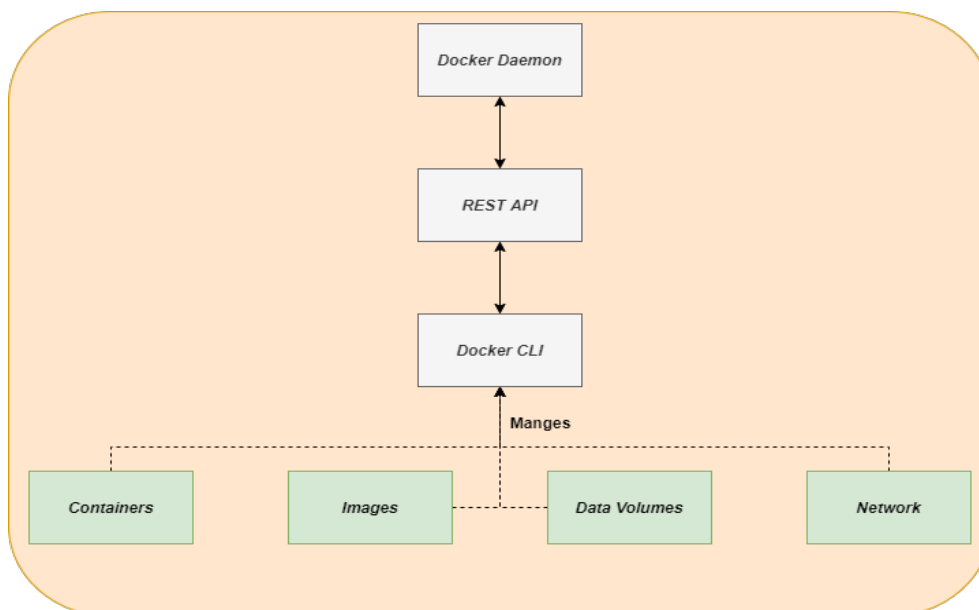 Docker Daemon
REST API
Docker CLI
Manges
Containers
Images
Data Volumes
Network